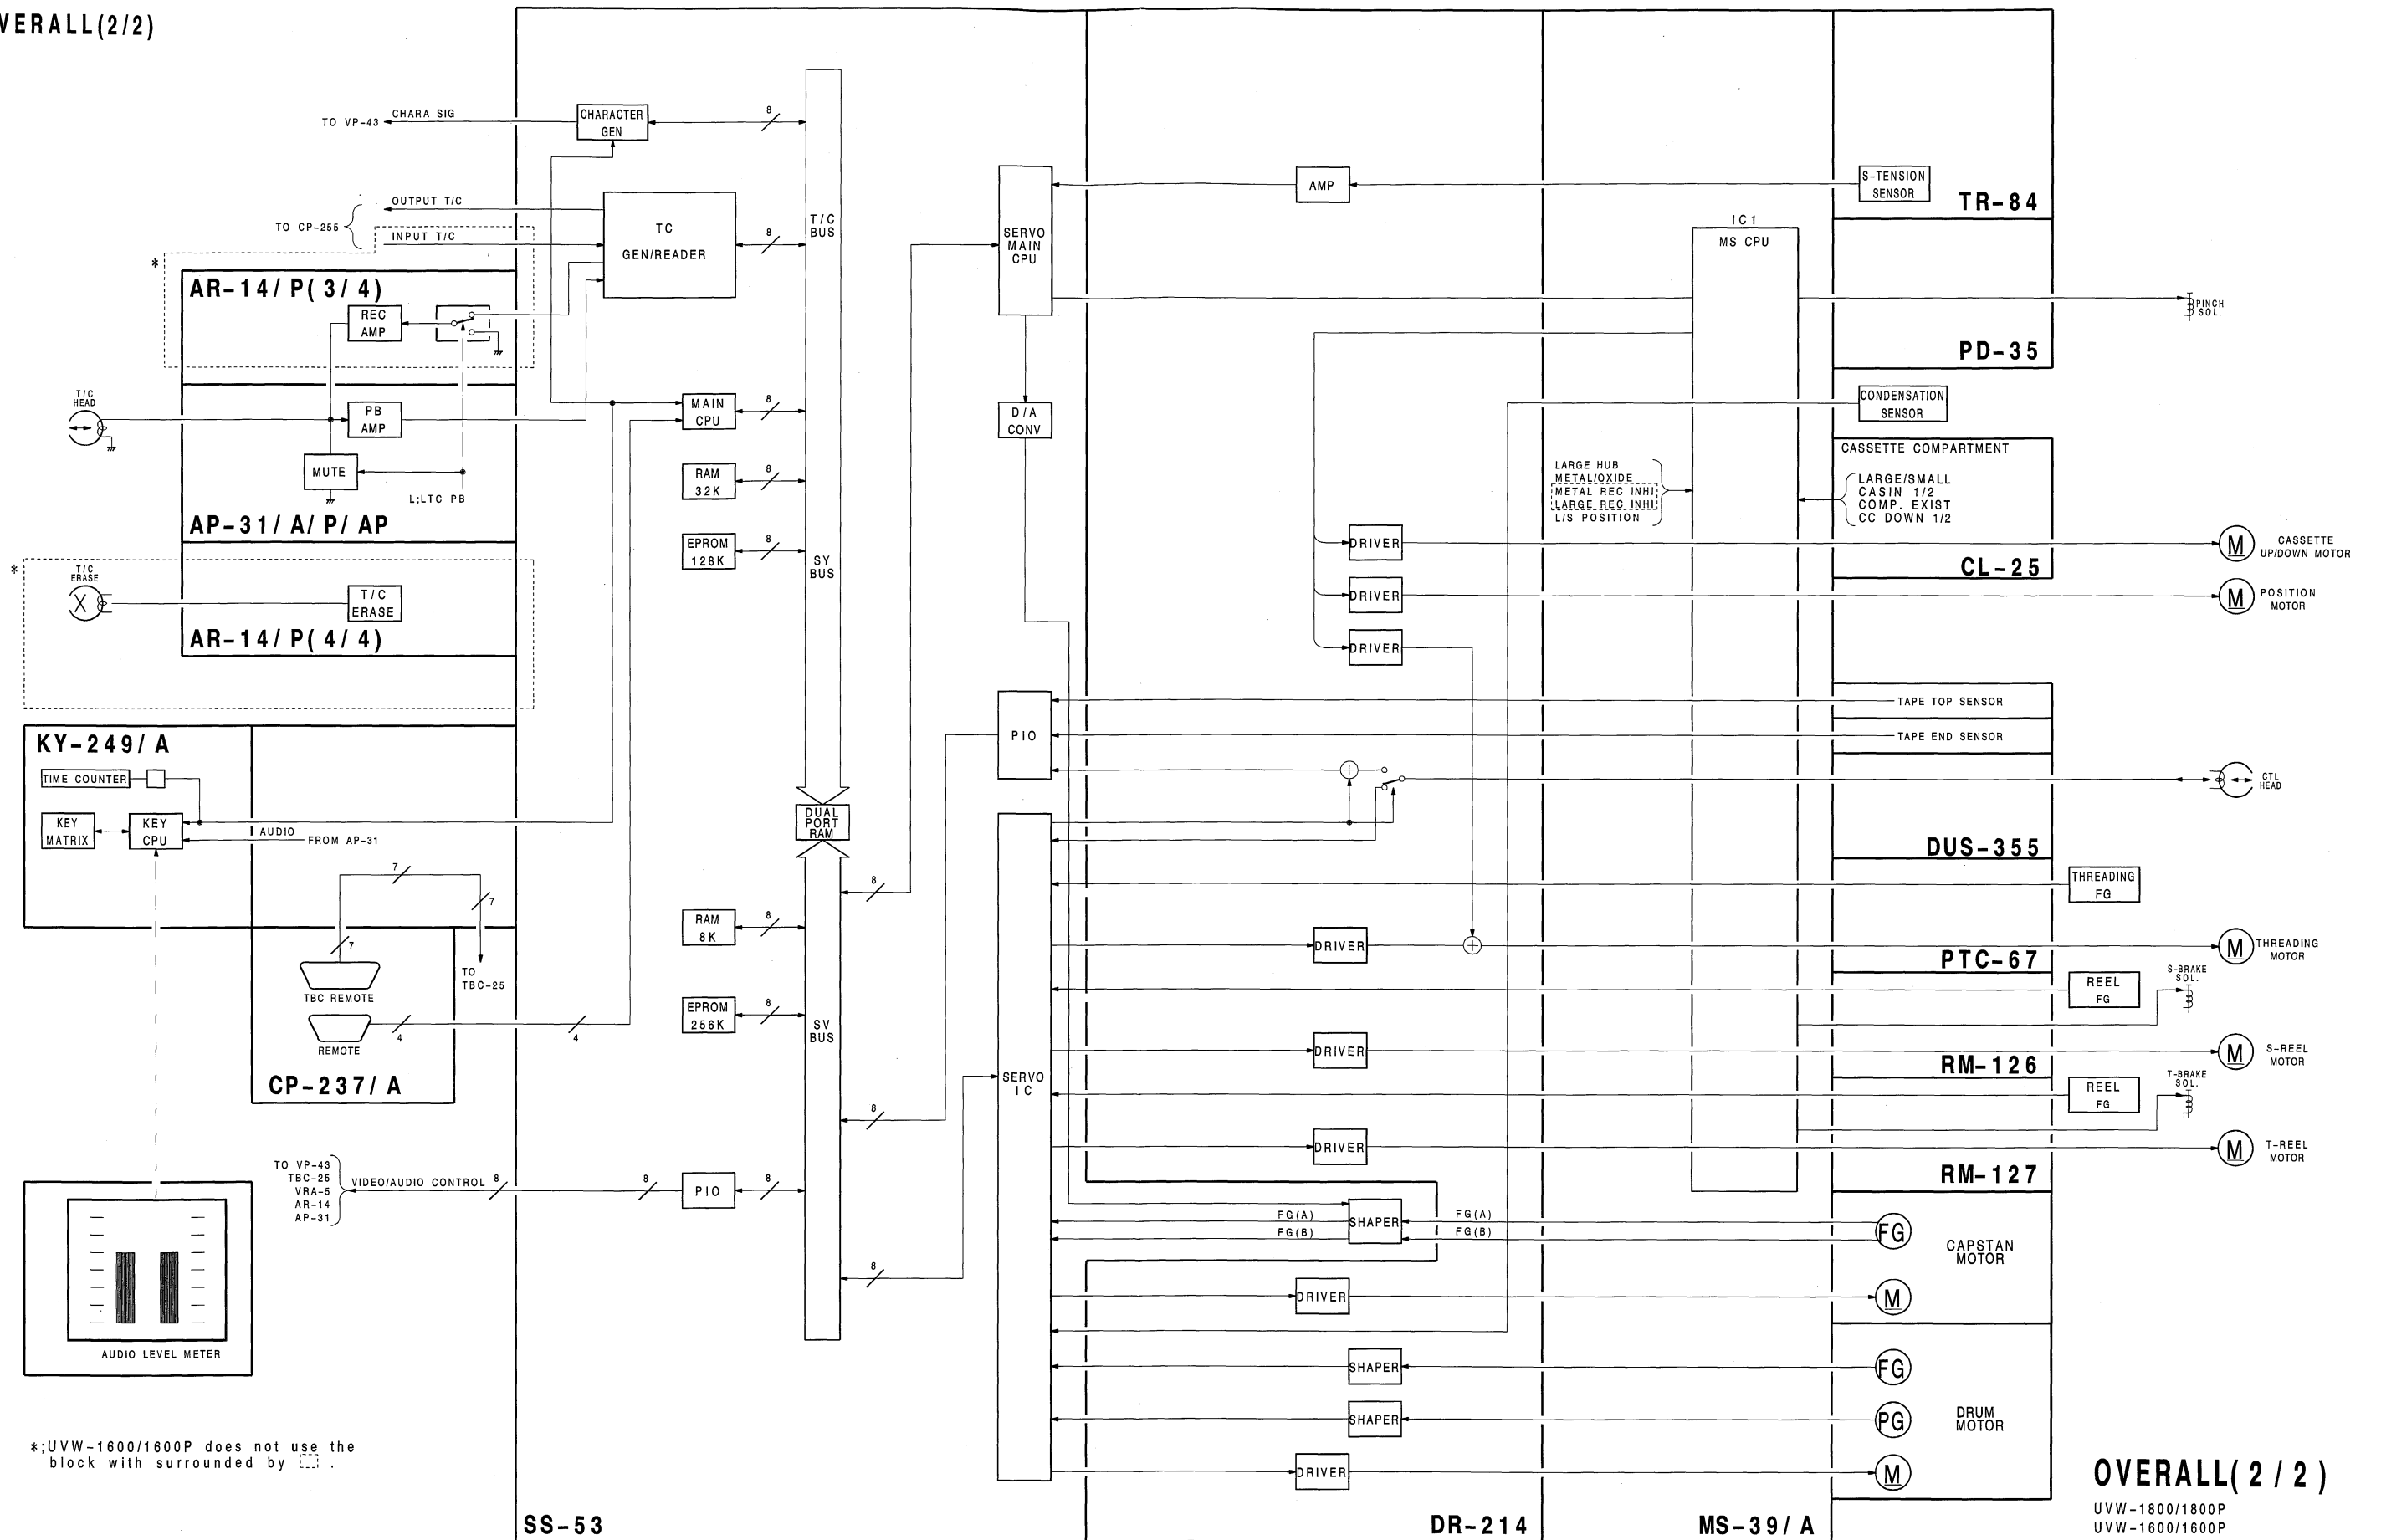 VERALL(2/2)
TO VP-43
CHARA SIG
CHARACTER
GEN
8
OUTPUT T/C
TO CP-255
INPUT T/C
TC
GEN/READER
8
T/C
BUS
*
AR-14/P(3/4)
REC
AMP
T/C
HEAD
PB
AMP
MUTE
L;LTC PB
AP-31/A/P/AP
MAIN
CPU
8
RAM
32K
8
EPROM
128K
8
SY
BUS
*
T/C
ERASE
T/C
ERASE
AR-14/P(4/4)
KY-249/A
TIME COUNTER
KEY
MATRIX
KEY
CPU
AUDIO
FROM AP-31
7
7
7
TBC REMOTE
TO
TBC-25
REMOTE
4
4
CP-237/A
DUAL
PORT
RAM
8
RAM
8K
8
EPROM
256K
8
SV
BUS
8
TO VP-43
TBC-25
VRA-5
AR-14
AP-31
VIDEO/AUDIO CONTROL
8
8
PIO
8
8
AUDIO LEVEL METER
*;UVW-1600/1600P does not use the
block with surrounded by .
SS-53
SERVO
MAIN
CPU
D/A
CONV
PIO
SERVO
IC
AMP
DRIVER
DRIVER
DRIVER
DRIVER
DRIVER
DRIVER
FG(A)
FG(B)
SHAPER
FG(A)
FG(B)
DRIVER
SHAPER
SHAPER
DRIVER
DR-214
IC1
MS CPU
LARGE HUB
METAL/OXIDE
METAL REC INHI
LARGE REC INHI
L/S POSITION
MS-39/A
S-TENSION
SENSOR
TR-84
PD-35
PINCH
SOL.
CONDENSATION
SENSOR
CASSETTE COMPARTMENT
LARGE/SMALL
CASIN 1/2
COMP. EXIST
CC DOWN 1/2
CL-25
M
CASSETTE
UP/DOWN MOTOR
M
POSITION
MOTOR
TAPE TOP SENSOR
TAPE END SENSOR
CTL
HEAD
DUS-355
THREADING
FG
PTC-67
M
THREADING
MOTOR
REEL
FG
S-BRAKE
SOL.
RM-126
M
S-REEL
MOTOR
REEL
FG
T-BRAKE
SOL.
RM-127
M
T-REEL
MOTOR
FG
CAPSTAN
MOTOR
M
FG
PG
DRUM
MOTOR
M
OVERALL(2/2)
UVW-1800/1800P
UVW-1600/1600P